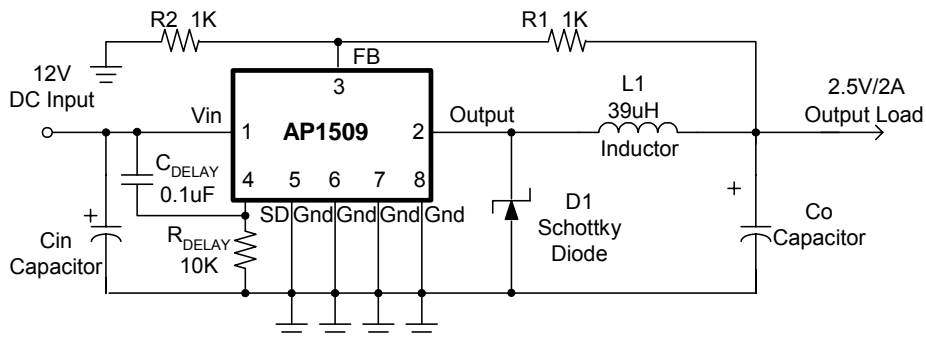 R2 1K
R1 1K
FB
12V
DC Input
3
L1
39uH
Inductor
2.5V/2A
Output Load
Vin
1
AP1509
2
Output
C_DELAY
0.1uF
4
5
6
7
8
SD
Gnd
Gnd
Gnd
Gnd
+
Cin
Capacitor
R_DELAY
10K
D1
Schottky
Diode
+
Co
Capacitor